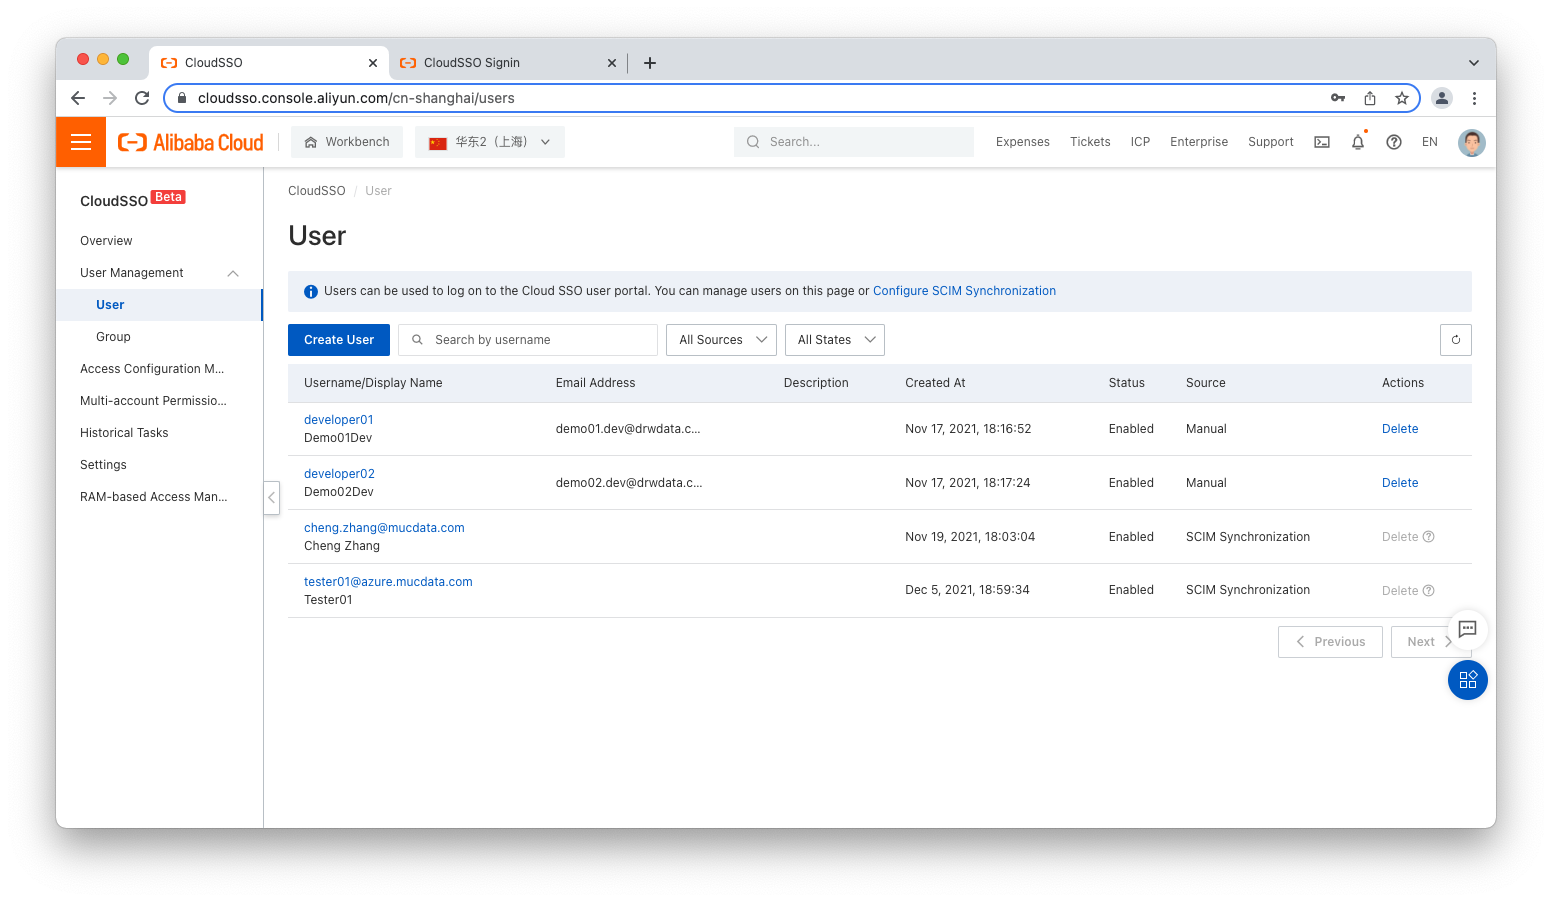 CloudSSO
CloudSSO Signin
cloudsso.console.aliyun.com/cn-shanghai/users
Alibaba Cloud
Workbench
华东2（上海）
Search...
Expenses
Tickets
ICP
Enterprise
Support
EN
CloudSSO Beta
Overview
User Management
User
Group
Access Configuration M...
Multi-account Permissio...
Historical Tasks
Settings
RAM-based Access Man...
CloudSSO / User
User
Users can be used to log on to the Cloud SSO user portal. You can manage users on this page or Configure SCIM Synchronization
Create User
Search by username
All Sources
All States
Username/Display Name Email Address Description Created At Status Source Actions
developer01
Demo01Dev
demo01.dev@drwdata.c... Nov 17, 2021, 18:16:52 Enabled Manual Delete
developer02
Demo02Dev
demo02.dev@drwdata.c... Nov 17, 2021, 18:17:24 Enabled Manual Delete
cheng.zhang@mucdata.com
Cheng Zhang
Nov 19, 2021, 18:03:04 Enabled SCIM Synchronization Delete
tester01@azure.mucdata.com
Tester01
Dec 5, 2021, 18:59:34 Enabled SCIM Synchronization Delete
Previous
Next